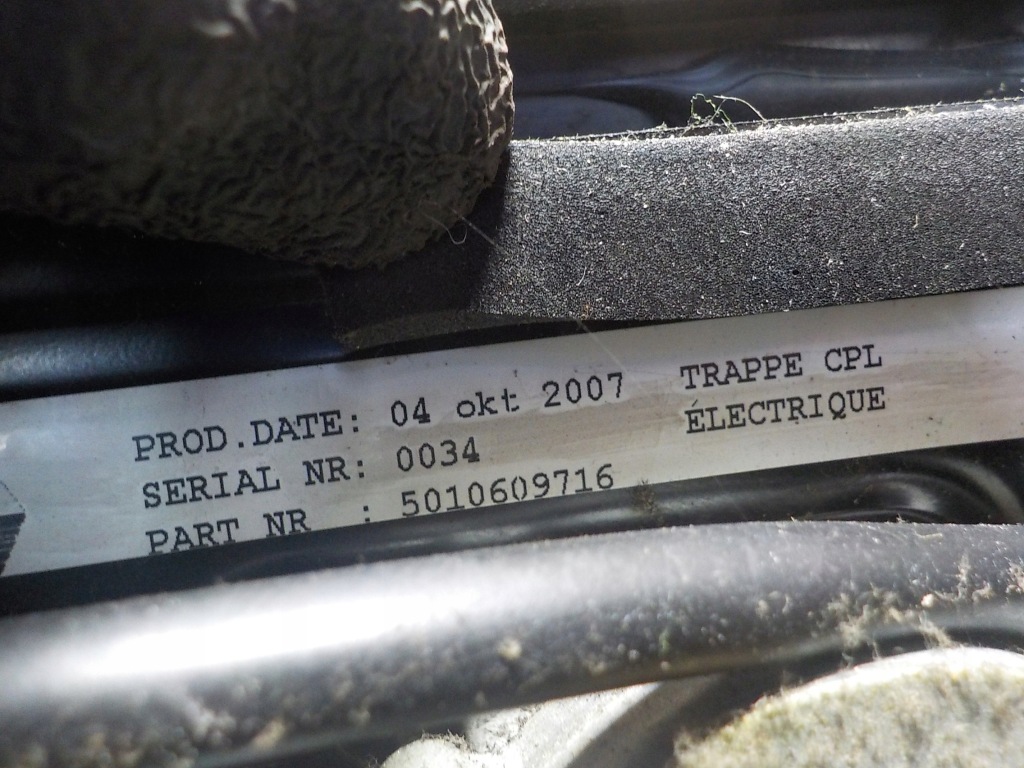 PROD.DATE: 04 okt 2007
SERIAL NR: 0034
PART NR : 5010609716
TRAPPE CPL
ÉLECTRIQUE